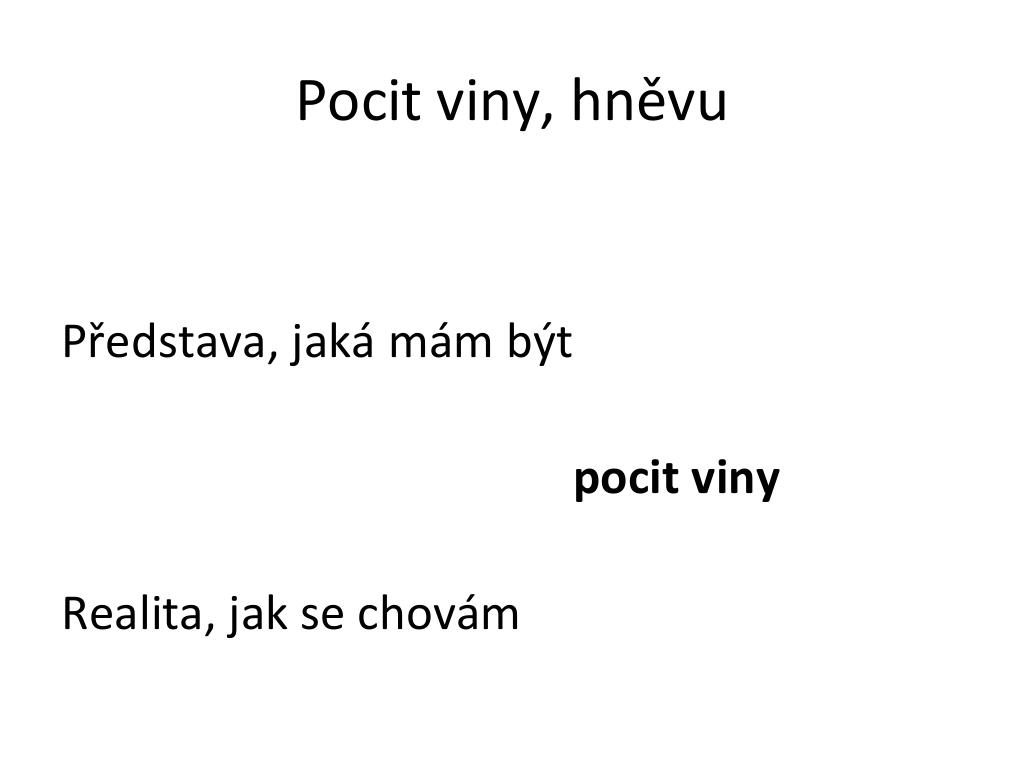 Pocit viny, hněvu
Představa, jaká mám být
pocit viny
Realita, jak se chovám